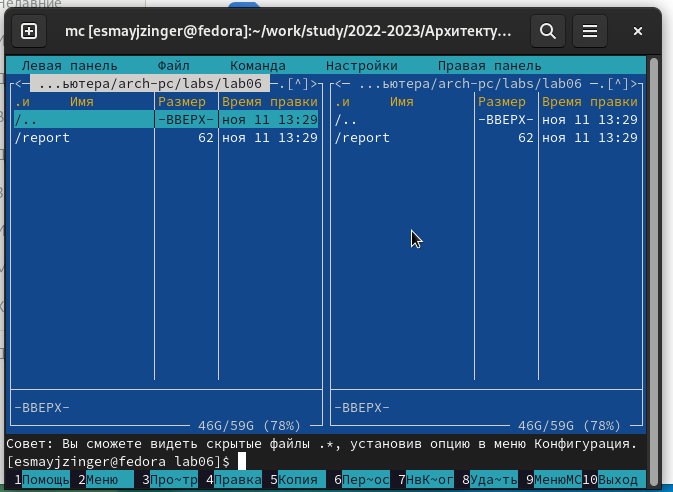 Недавние
mc [esmayjzinger@fedora]:~/work/study/2022-2023/Архитекту...
Левая панель Файл Команда Настройки Правая панель
<— ...ьютера/arch-pc/labs/lab06 —.[^]> <— ...ьютера/arch-pc/labs/lab06 —.[^]>
.и Имя Размер Время правки .и Имя Размер Время правки
/.. -ВВЕРХ- ноя 11 13:29 /.. -ВВЕРХ- ноя 11 13:29
/report 62 ноя 11 13:29 /report 62 ноя 11 13:29
-ВВЕРХ- -ВВЕРХ-
46G/59G (78%) 46G/59G (78%)
Совет: Вы сможете видеть скрытые файлы .*, установив опцию в меню Конфигурация.
[esmayjzinger@fedora lab06]$
1Помощь 2Меню 3Про~тр 4Правка 5Копия 6Пер~ос 7НвК~ог 8Уда~ть 9МенюMC 10Выход